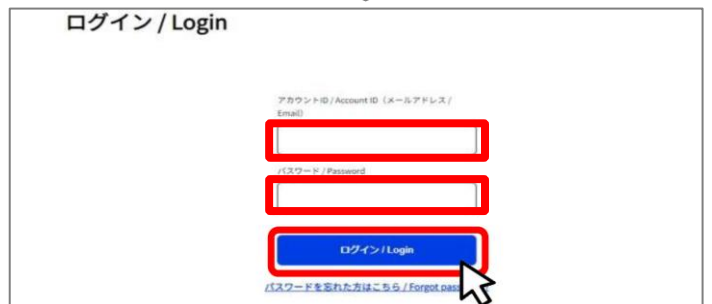 ログイン / Login
アカウントID / Account ID（メールアドレス /
Email)
パスワード / Password
ログイン / Login
パスワードを忘れた方はこちら / Forgot